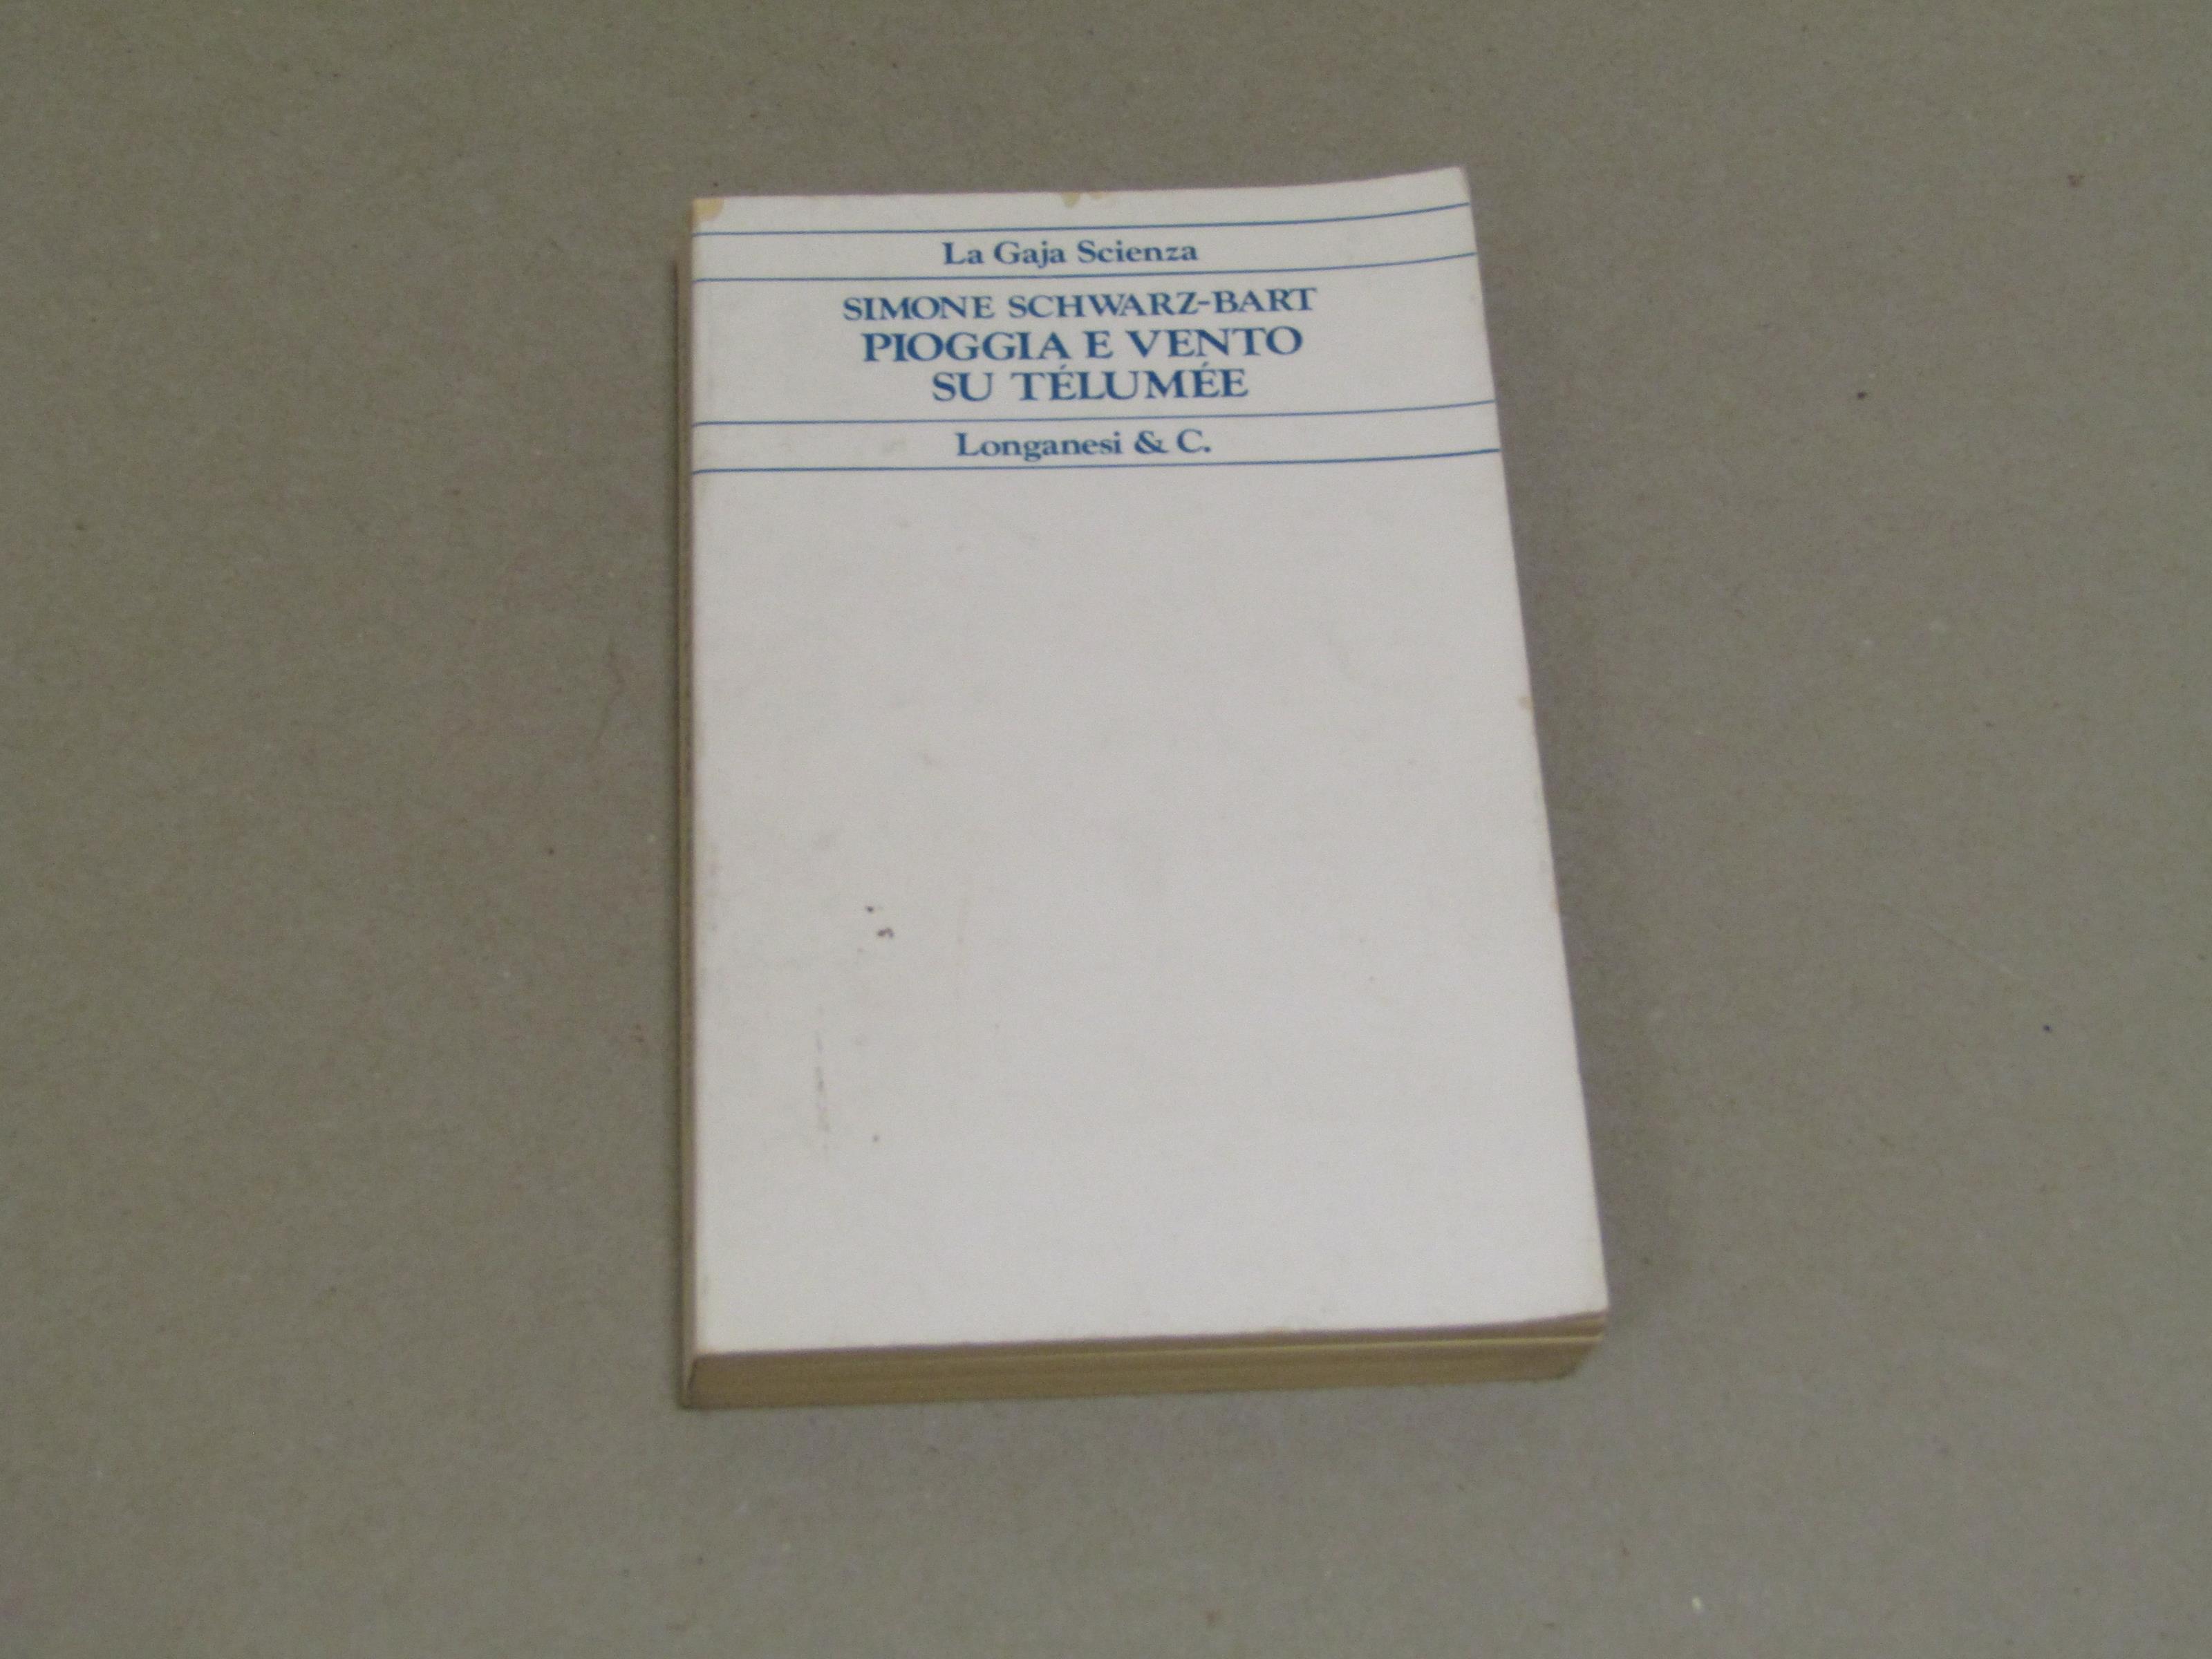 La Gaja Scienza
SIMONE SCHWARZ-BART
PIOGGIA E VENTO
SU TÉLUMÉE
Longanesi & C.